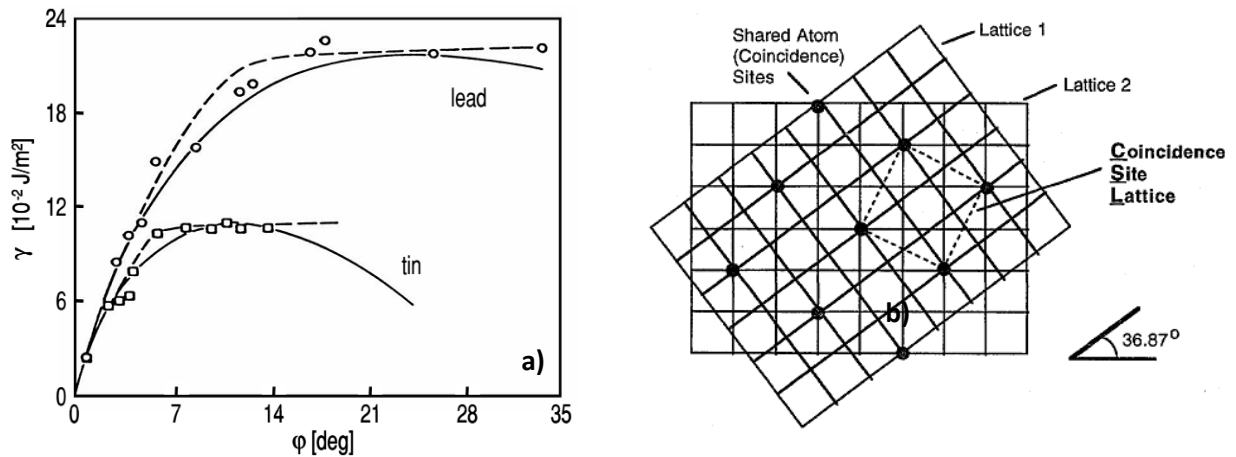 24
18
12
6
0
γ [10⁻² J/m²]
lead
tin
a)
0 7 14 21 28 35
φ [deg]
Shared Atom
(Coincidence)
Sites
Lattice 1
Lattice 2
Coincidence
Site
Lattice
b)
36.87°